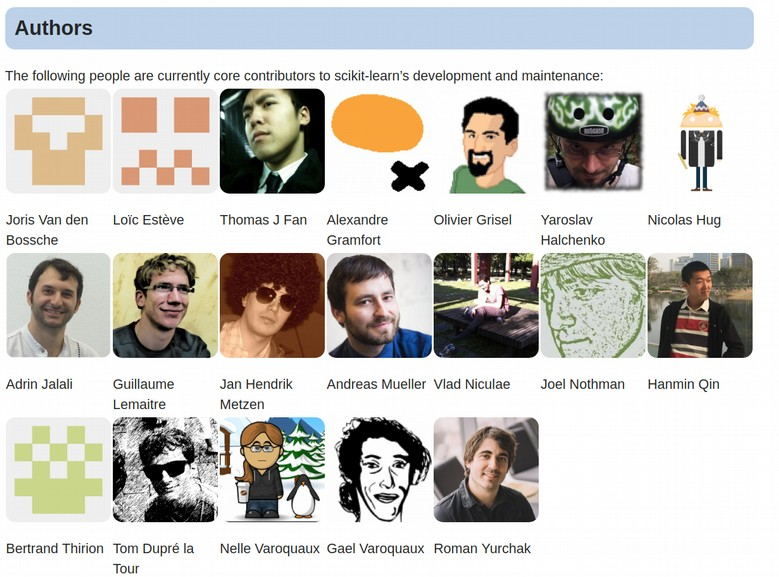 Authors
The following people are currently core contributors to scikit-learn’s development and maintenance:
Joris Van den
Bossche
Loïc Estève
Thomas J Fan
Alexandre
Gramfort
Olivier Grisel
Yaroslav
Halchenko
Nicolas Hug
Adrin Jalali
Guillaume
Lemaitre
Jan Hendrik
Metzen
Andreas Mueller
Vlad Niculae
Joel Nothman
Hanmin Qin
Bertrand Thirion
Tom Dupré la
Tour
Nelle Varoquaux
Gael Varoquaux
Roman Yurchak